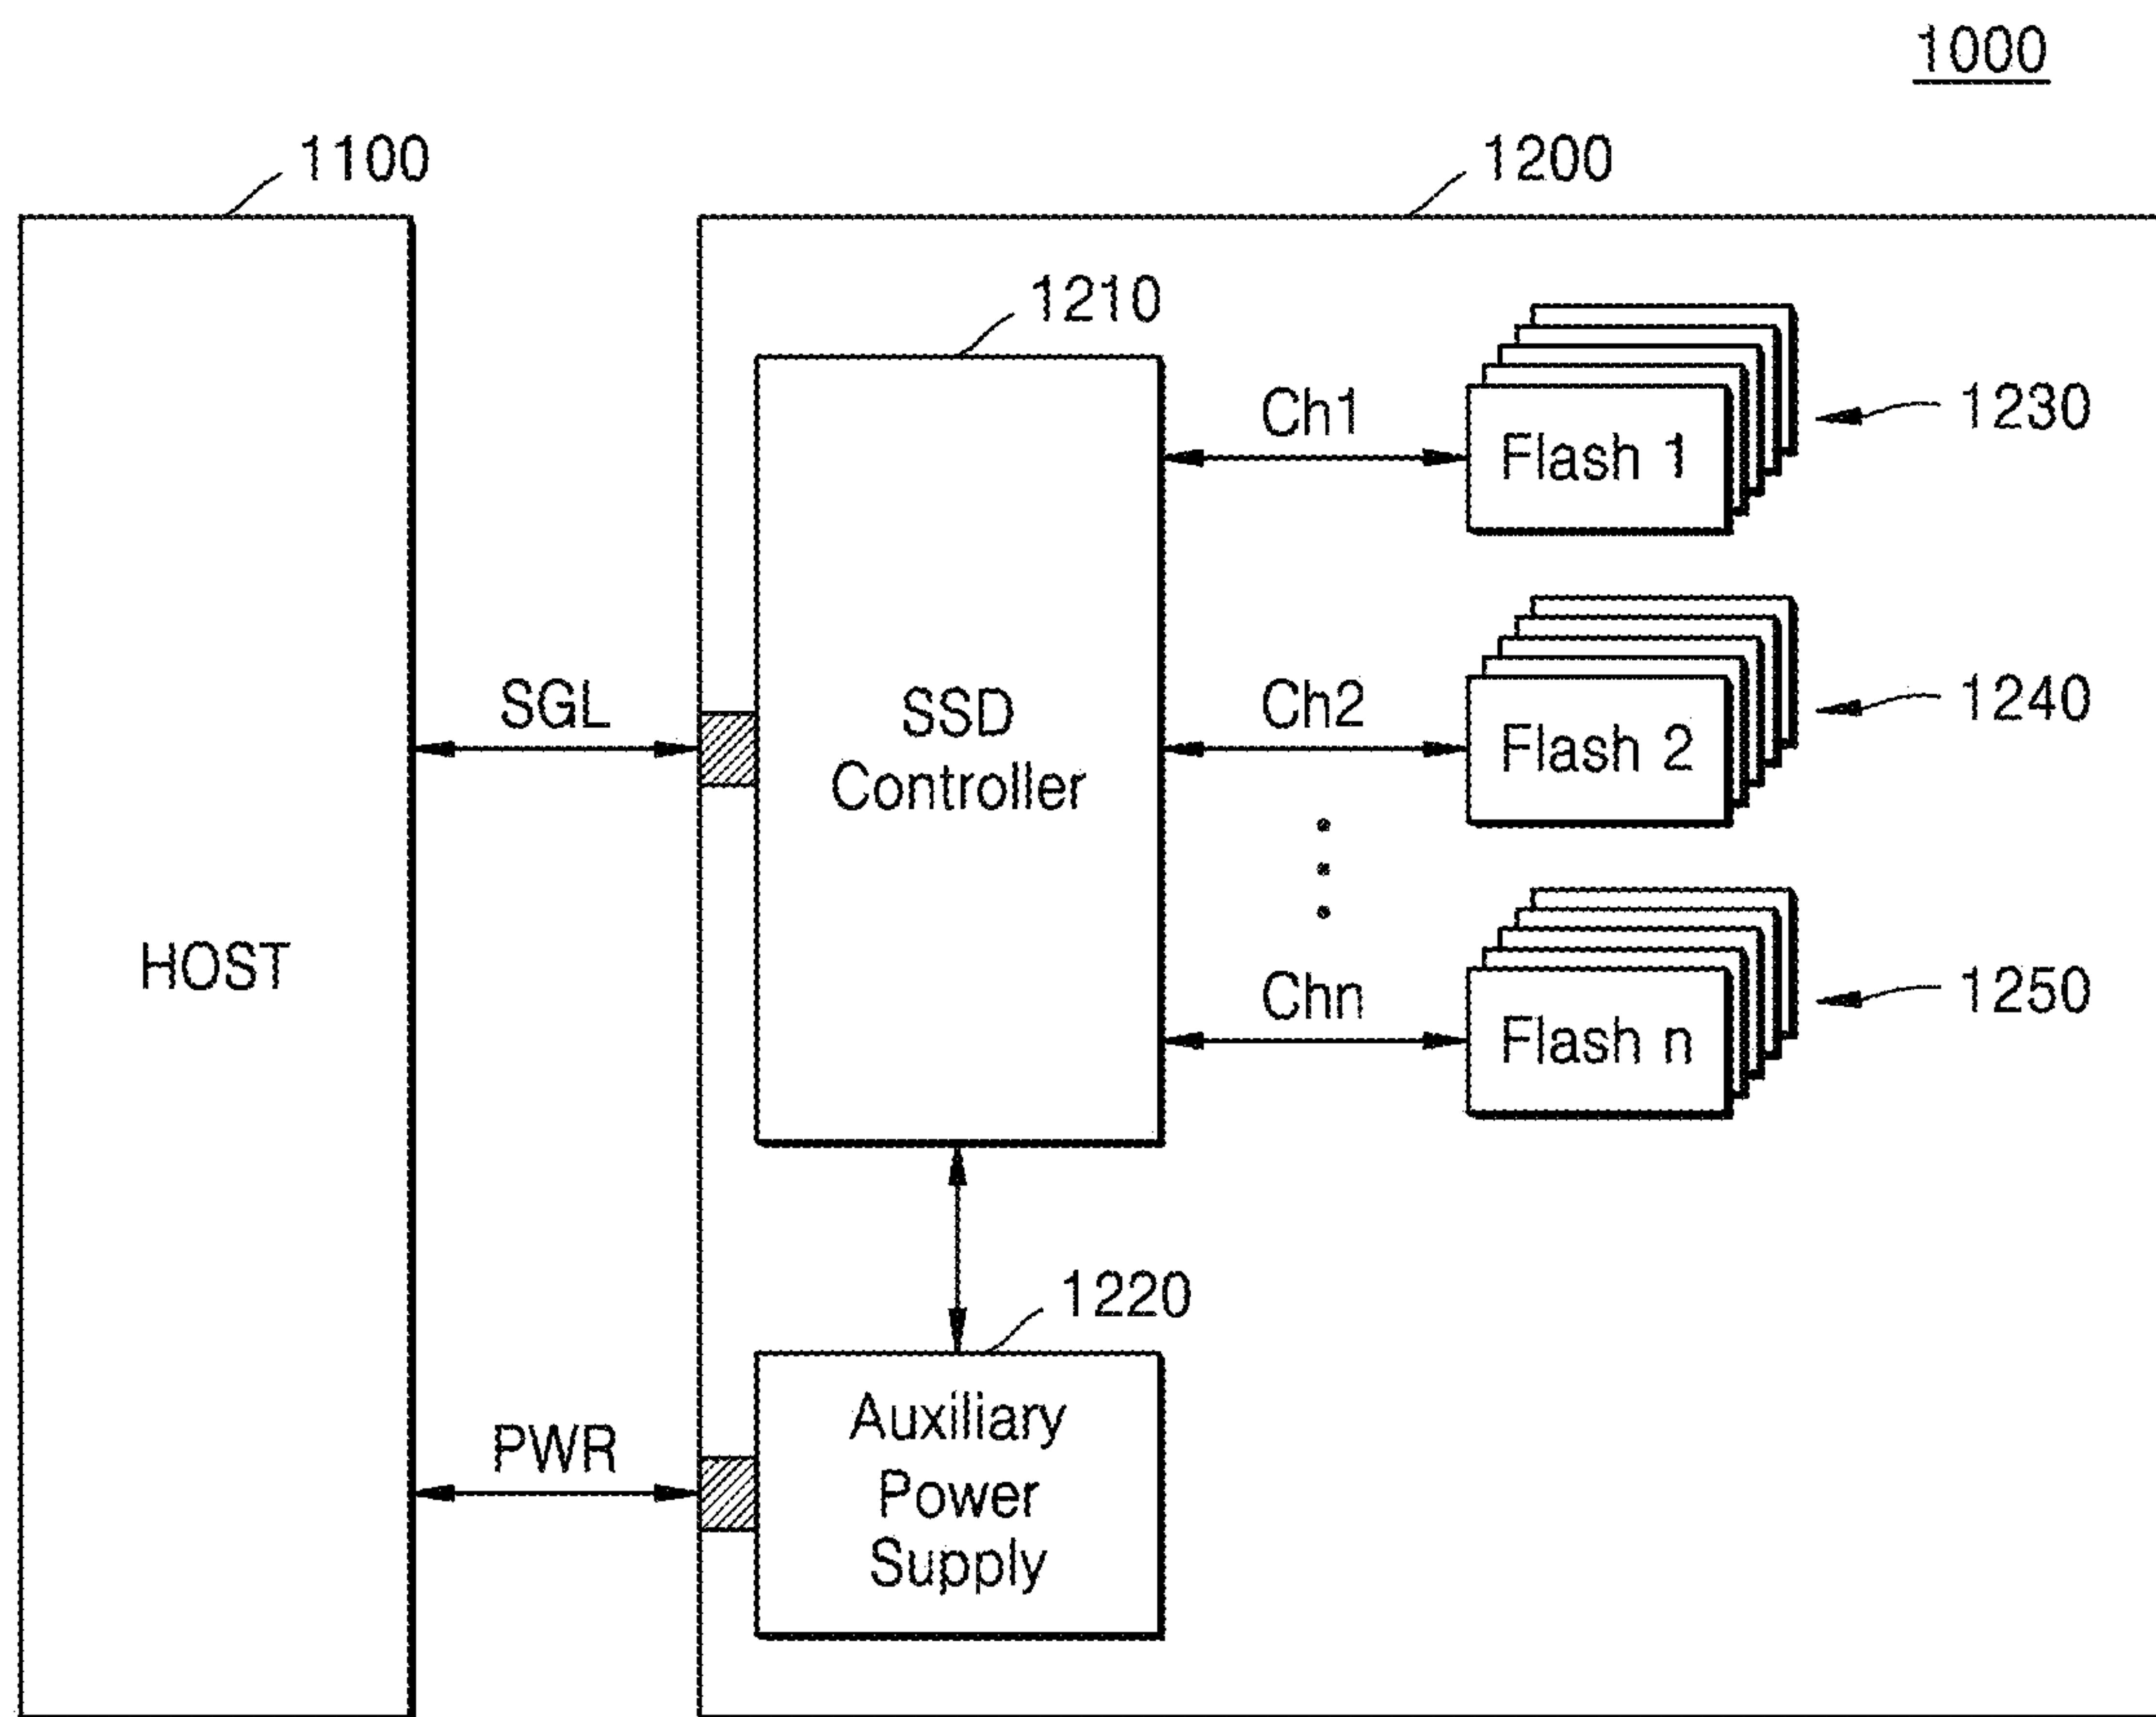 1000
1100
1200
1210
Ch1
Flash 1
1230
SGL
SSD
Controller
Ch2
Flash 2
1240
HOST
Chn
Flash n
1250
1220
PWR
Auxiliary
Power
Supply